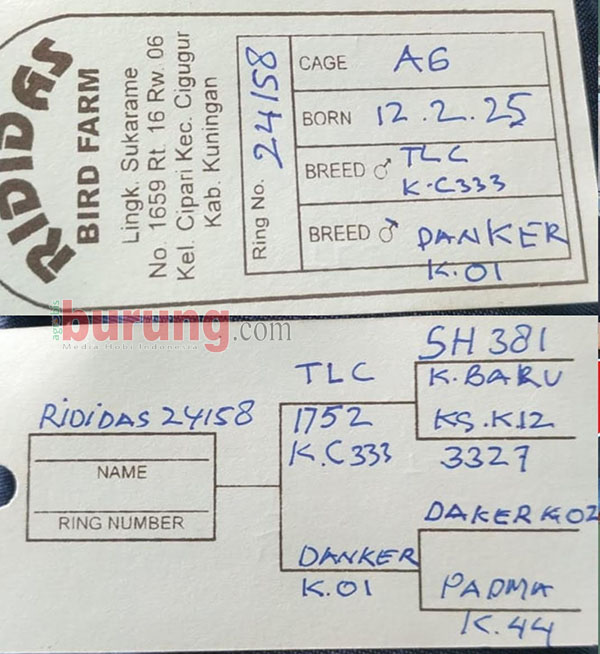 RIDIDAS
BIRD FARM
Lingk. Sukarame
No. 1659 Rt. 16 Rw. 06
Kel. Cipari Kec. Cigugur
Kab. Kuningan
Ring No. 24158
CAGE A6
BORN 12.2.25
BREED ♂ TLC
K.C333
BREED ♂ DANKER
K.01
agrobis
burung.com
Media Hobi Indonesia
RIDIDAS 24158
NAME
RING NUMBER
TLC
1752
K.C333
DANKER
K.01
SH 381
K.BARU
KS.K12
3327
DAKER K02
PADMA
K.44